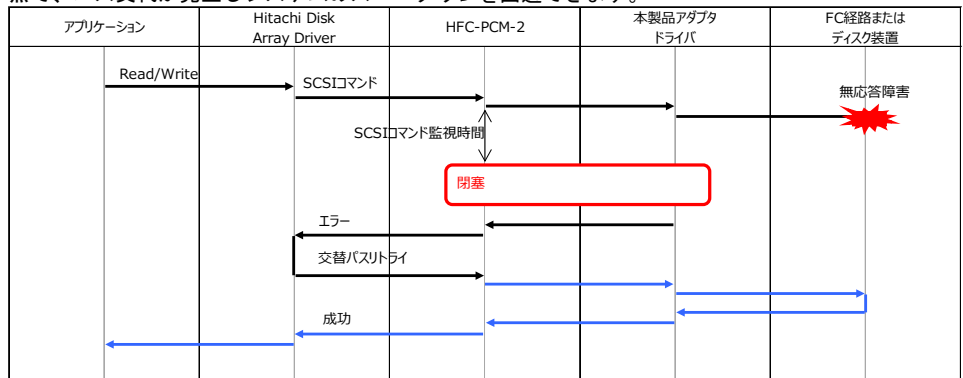 アプリケーション
Hitachi Disk
Array Driver
HFC-PCM-2
本製品アダプタ
ドライバ
FC経路または
ディスク装置
Read/Write
SCSIコマンド
無応答障害
SCSIコマンド監視時間
閉塞
エラー
交替パスリトライ
成功